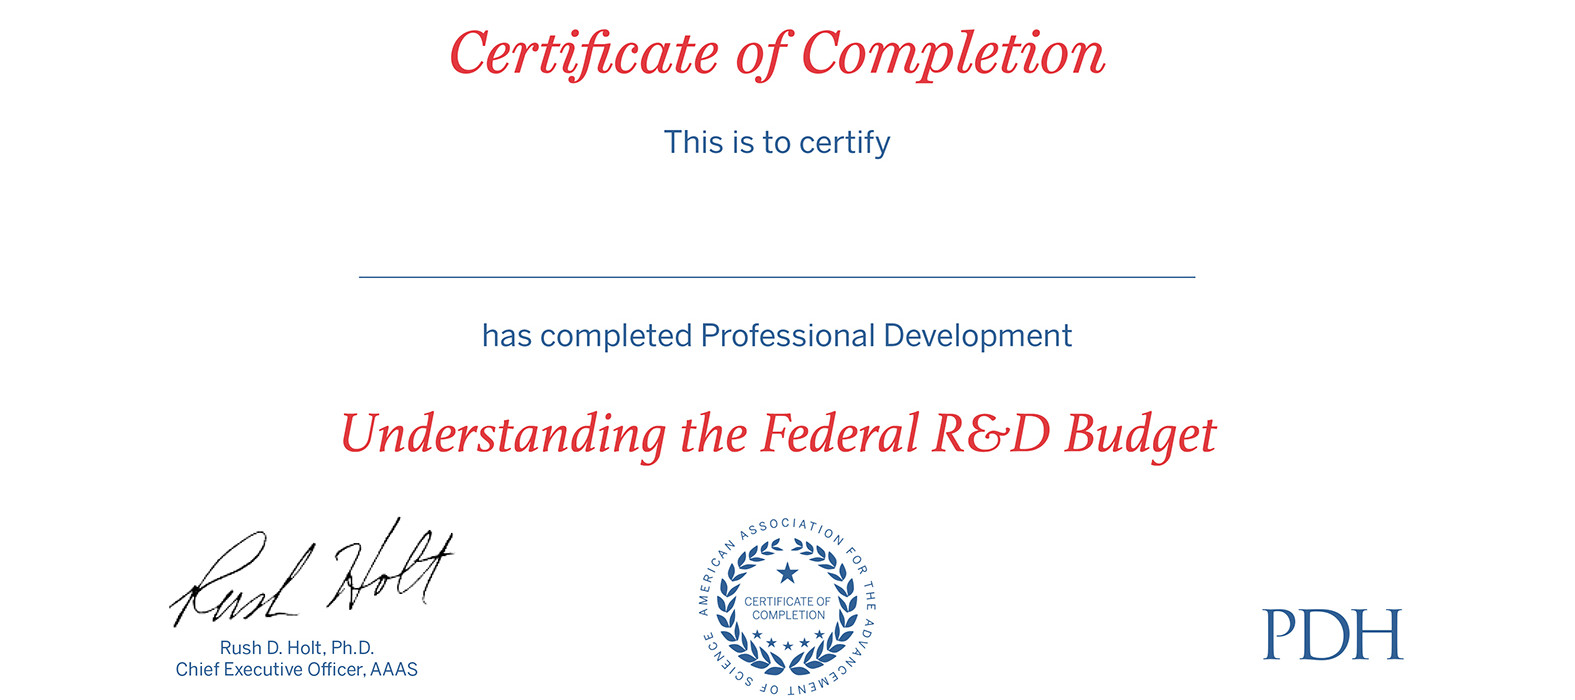 Certificate of Completion
This is to certify
has completed Professional Development
Understanding the Federal R&D Budget
Rush Holt
Rush D. Holt, Ph.D.
Chief Executive Officer, AAAS
AMERICAN ASSOCIATION FOR THE ADVANCEMENT OF SCIENCE
CERTIFICATE OF
COMPLETION
PDH